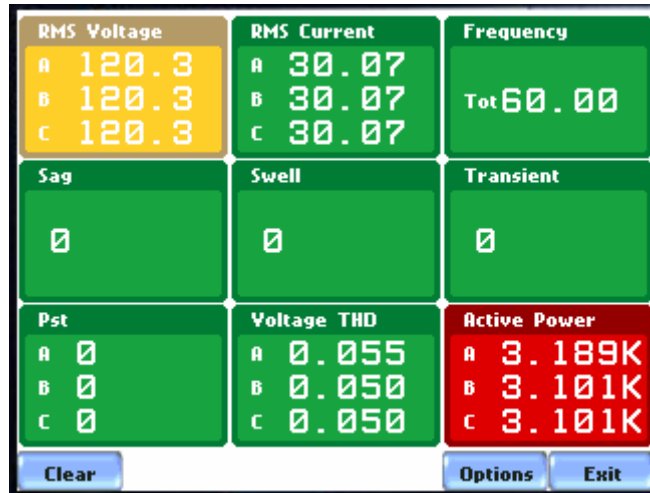 RMS Voltage
A 120.3
B 120.3
C 120.3
RMS Current
A 30.07
B 30.07
C 30.07
Frequency
Tot 60.00
Sag
0
Swell
0
Transient
0
Pst
A 0
B 0
C 0
Voltage THD
A 0.055
B 0.050
C 0.050
Active Power
A 3.189K
B 3.101K
C 3.101K
Clear
Options
Exit